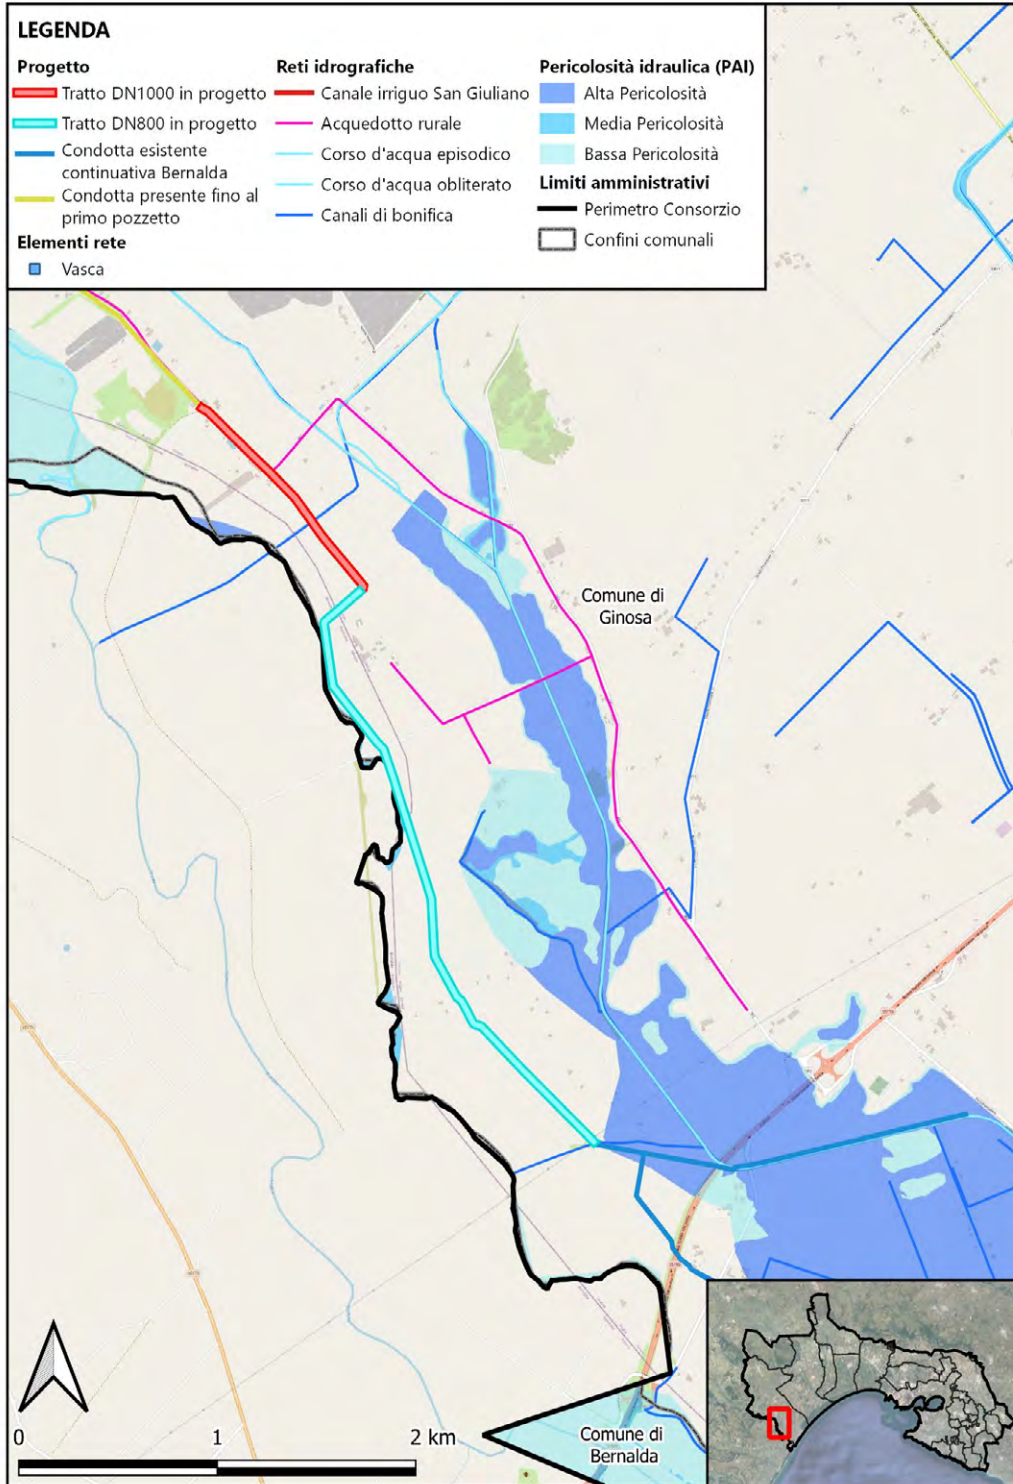 LEGENDA
Progetto
Tratto DN1000 in progetto
Tratto DN800 in progetto
Condotta esistente
continuativa Bernalda
Condotta presente fino al
primo pozzetto
Elementi rete
Vasca
Reti idrografiche
Canale irriguo San Giuliano
Acquedotto rurale
Corso d'acqua episodico
Corso d'acqua obliterato
Canali di bonifica
Pericolosità idraulica (PAI)
Alta Pericolosità
Media Pericolosità
Bassa Pericolosità
Limiti amministrativi
Perimetro Consorzio
Confini comunali
Comune di
Ginosa
Comune di
Bernalda
0 1 2 km